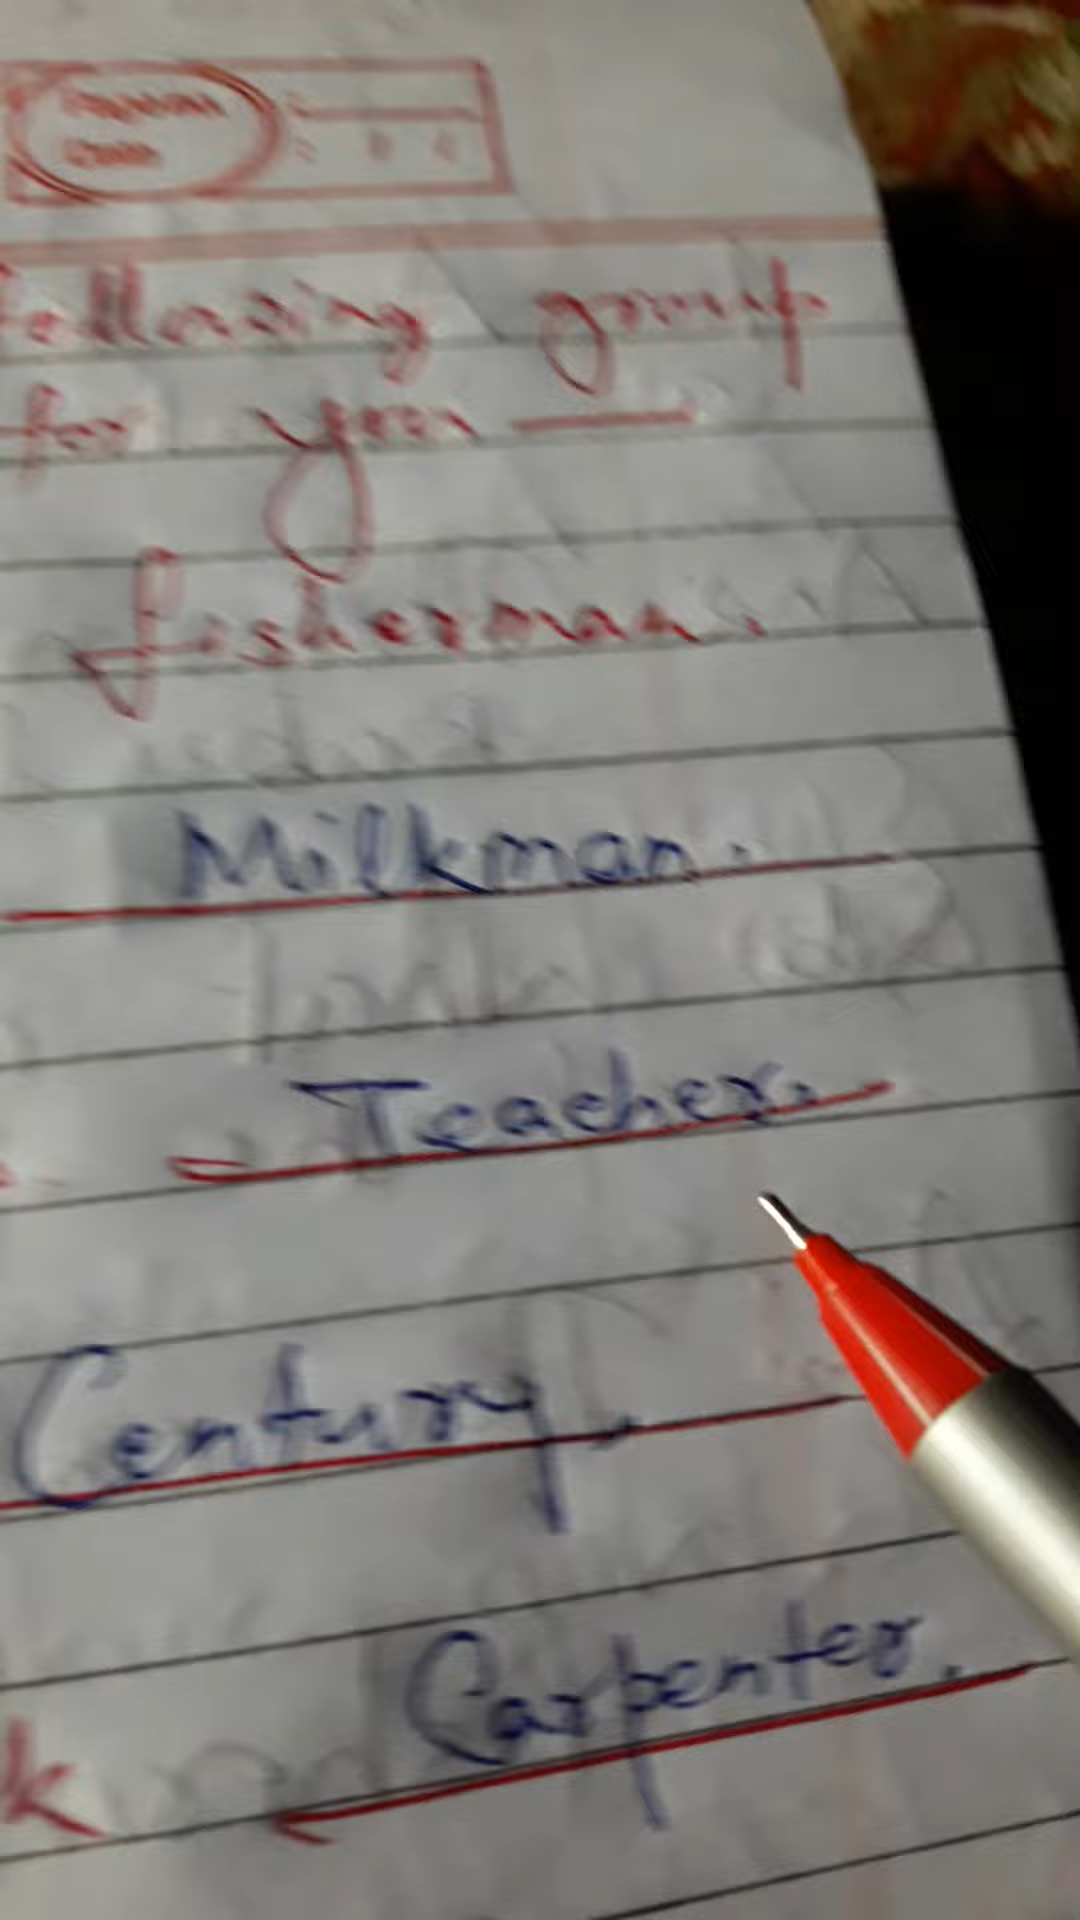 following group
for you —
fisherman.
Milkman.
Teacher.
Century.
Carpenter.
k